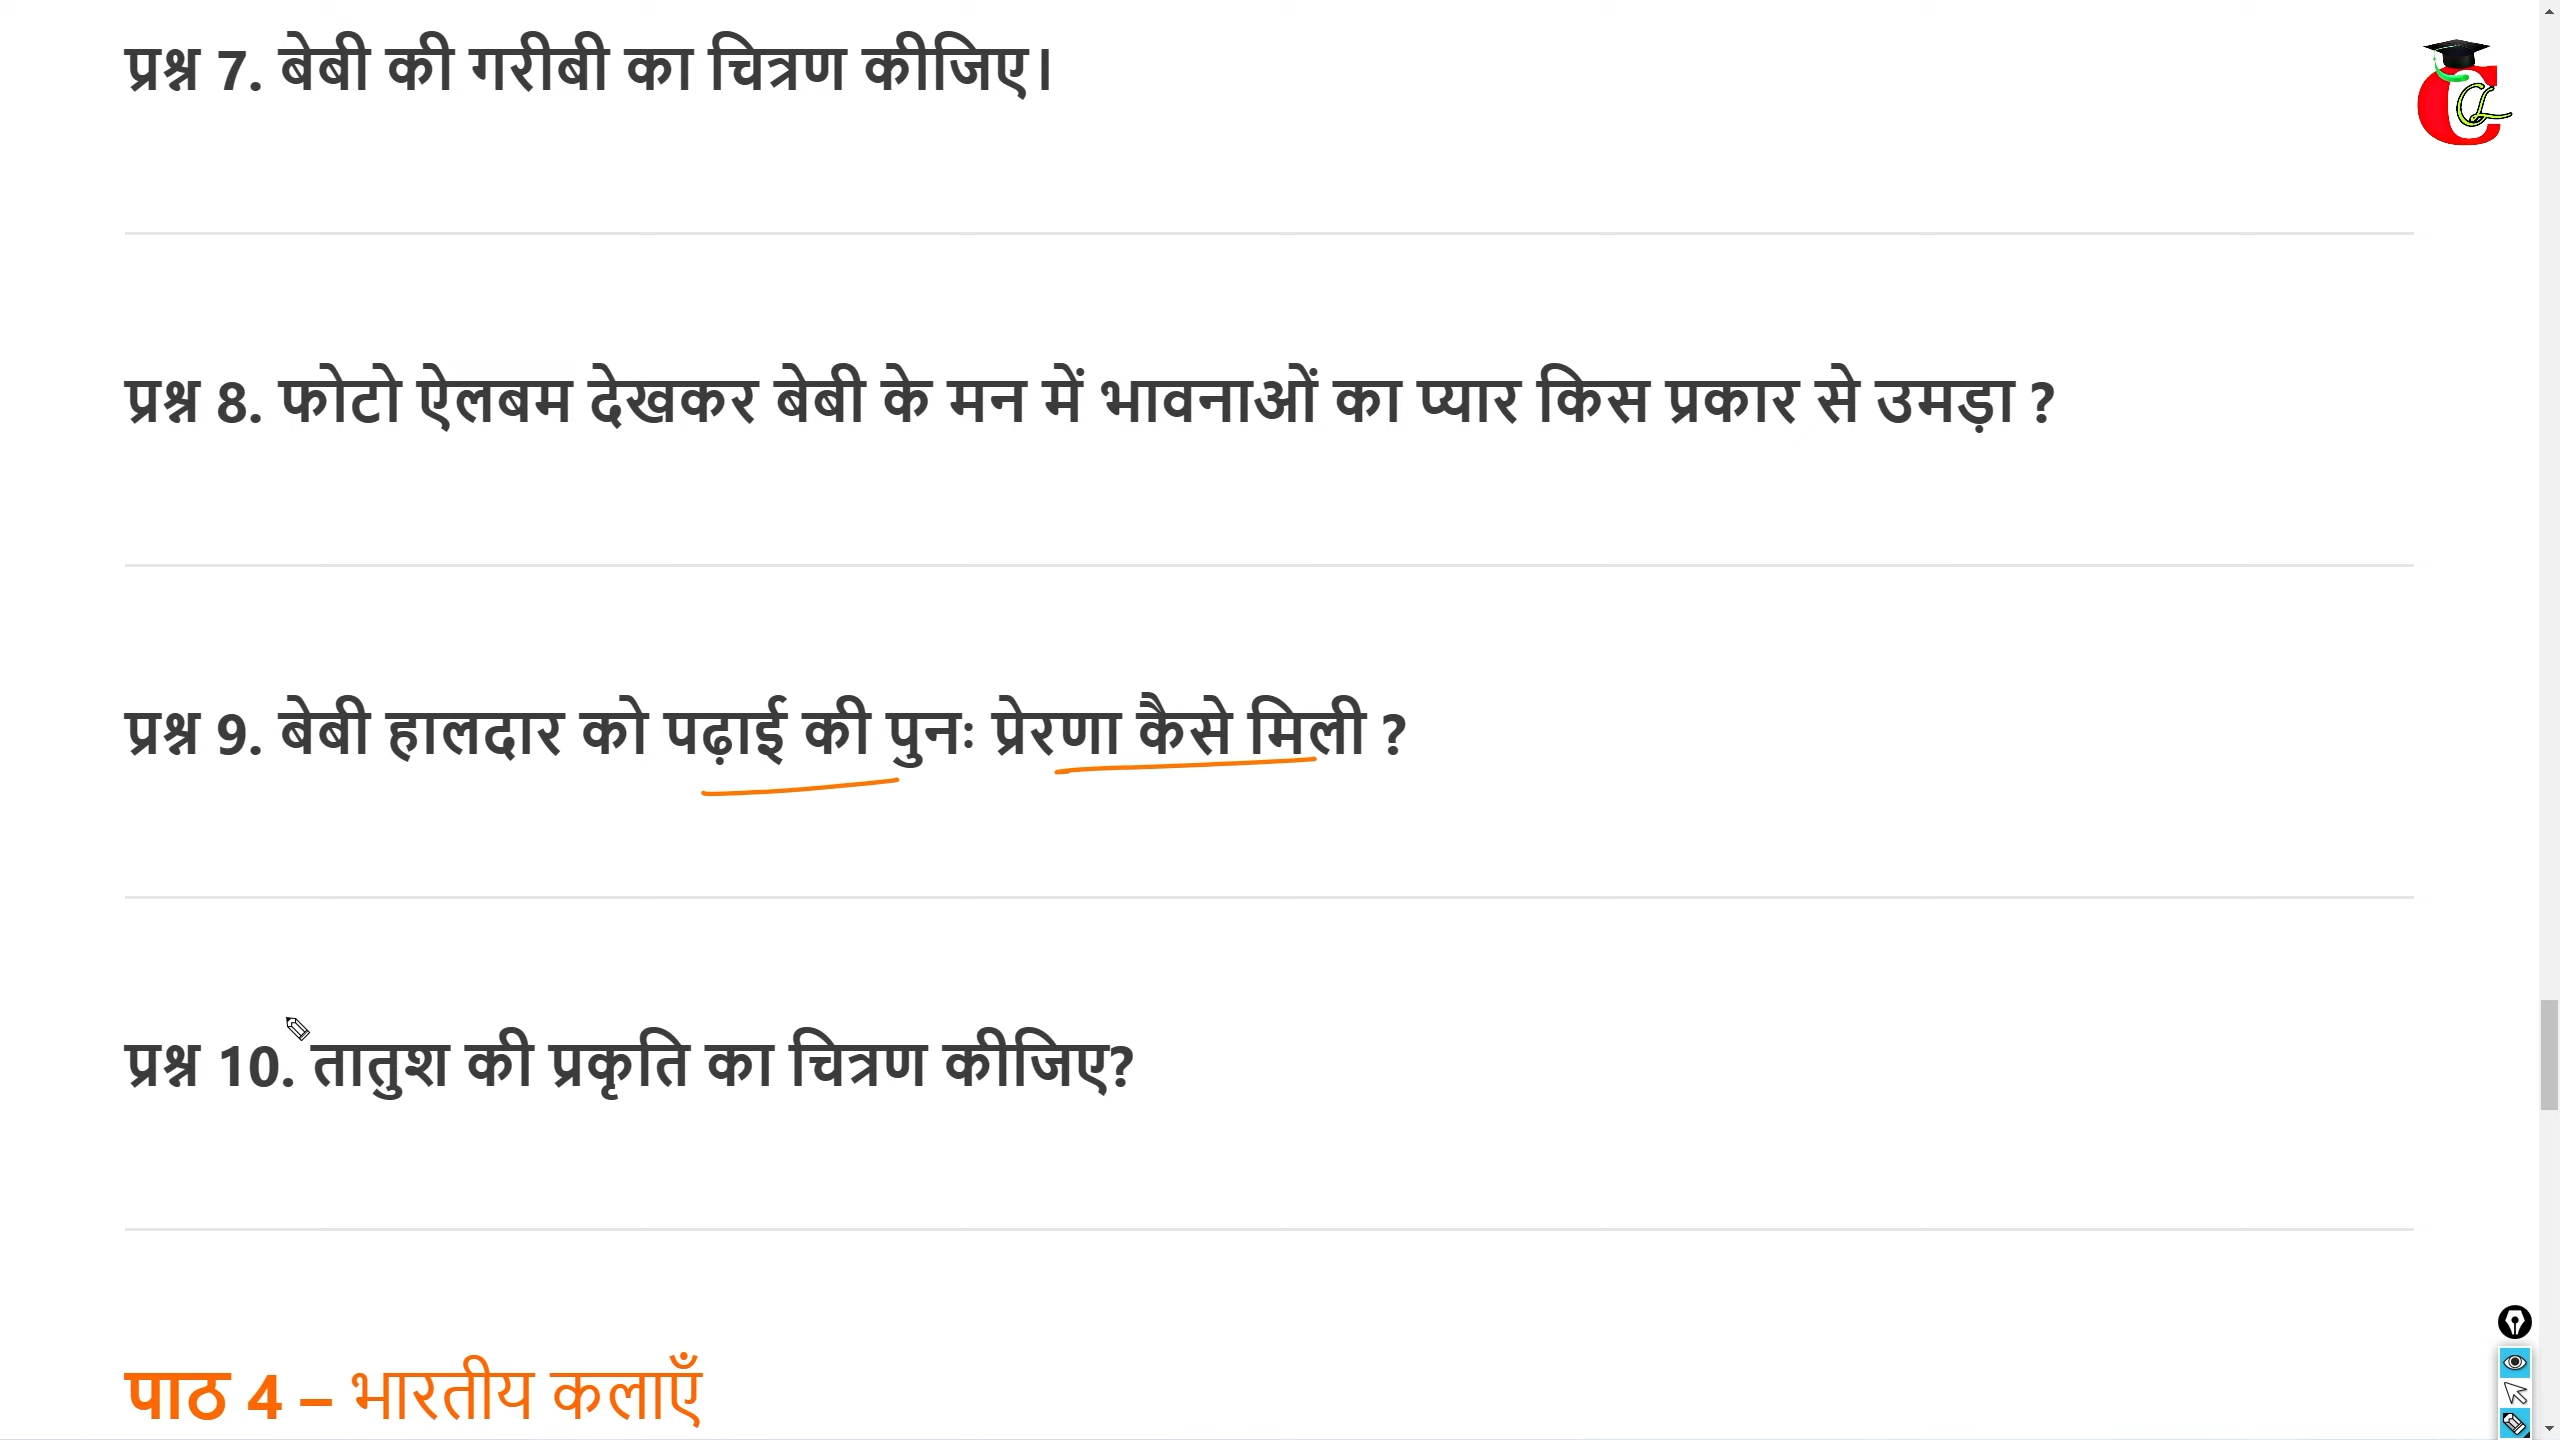 प्रश्न 7. बेबी की गरीबी का चित्रण कीजिए।
प्रश्न 8. फोटो ऐलबम देखकर बेबी के मन में भावनाओं का प्यार किस प्रकार से उमड़ा ?
प्रश्न 9. बेबी हालदार को पढ़ाई की पुनः प्रेरणा कैसे मिली ?
प्रश्न 10. तातुश की प्रकृति का चित्रण कीजिए?
पाठ 4 – भारतीय कलाएँ